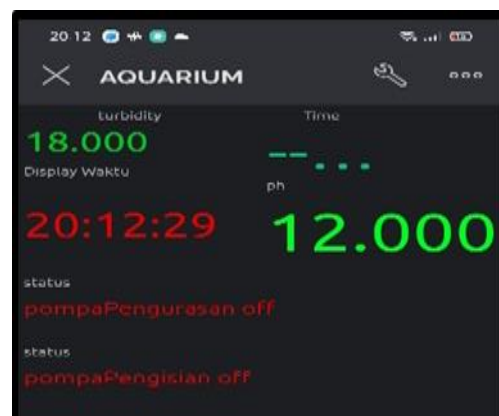 20 12
AQUARIUM
turbidity
Time
18.000
--...
Display Waktu
ph
20:12:29
12.000
status
pompaPengurasan off
status
pompaPengisian off